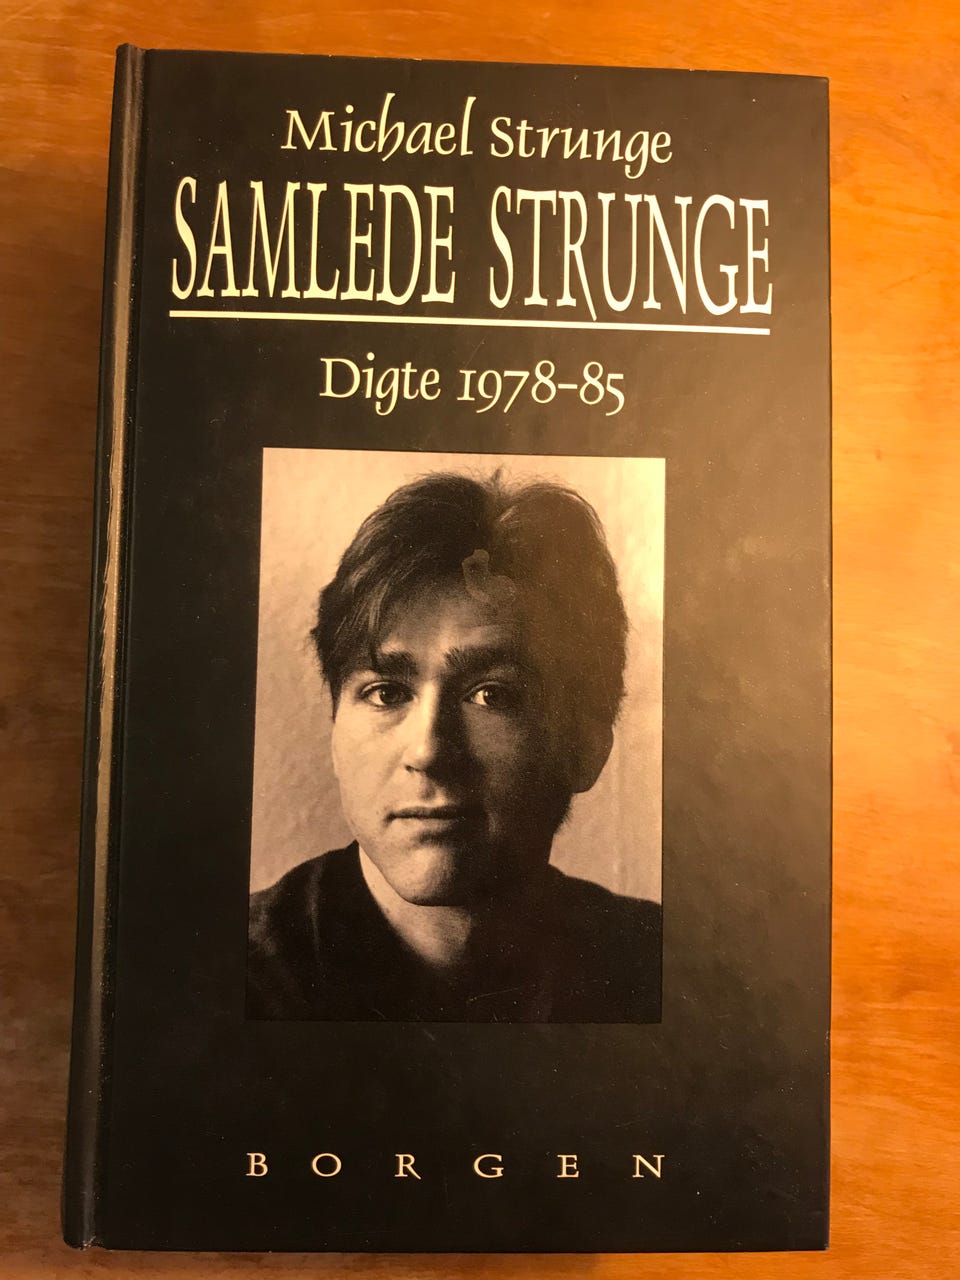 Michael Strunge
SAMLEDE STRUNGE
Digte 1978-85
BORGEN